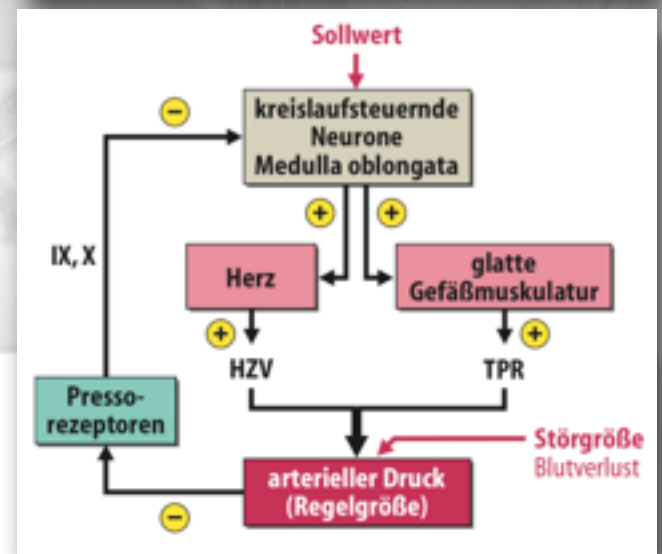 Sollwert
−
kreislaufsteuernde
Neurone
Medulla oblongata
+
+
IX, X
Herz
glatte
Gefäßmuskulatur
+
+
HZV
TPR
Presso-
rezeptoren
Störgröße
Blutverlust
arterieller Druck
(Regelgröße)
−